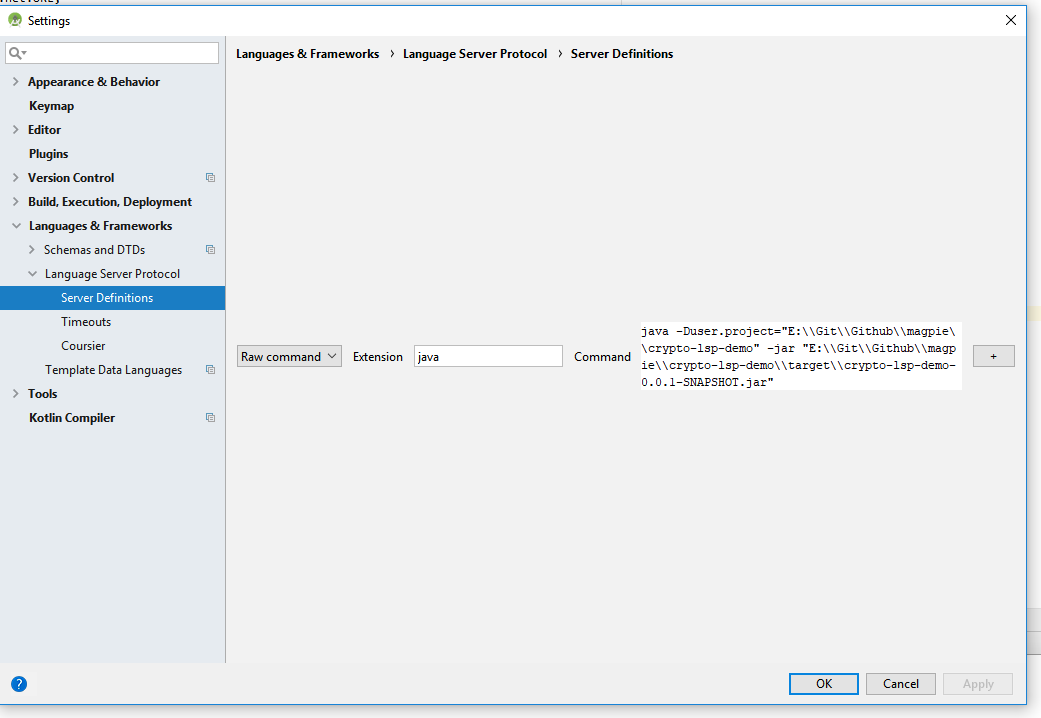 Settings
Languages & Frameworks › Language Server Protocol › Server Definitions
Appearance & Behavior
Keymap
Editor
Plugins
Version Control
Build, Execution, Deployment
Languages & Frameworks
Schemas and DTDs
Language Server Protocol
Server Definitions
Timeouts
Coursier
Template Data Languages
Tools
Kotlin Compiler
Raw command
Extension
java
Command
java -Duser.project="E:\\Git\\Github\\magpie\
\crypto-lsp-demo" -jar "E:\\Git\\Github\\magp
ie\\crypto-lsp-demo\\target\\crypto-lsp-demo-
0.0.1-SNAPSHOT.jar"
+
?
OK
Cancel
Apply